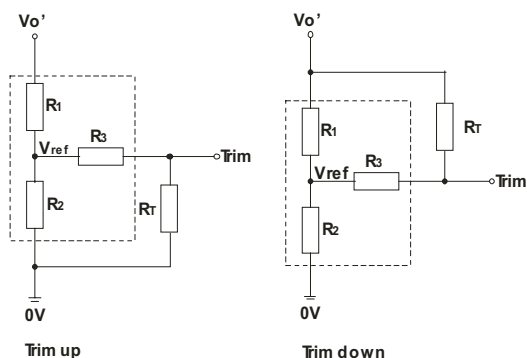 Vo'
R1
R3
Vref
Trim
R2
RT
0V
Trim up
Vo'
R1
RT
R3
Vref
Trim
R2
0V
Trim down